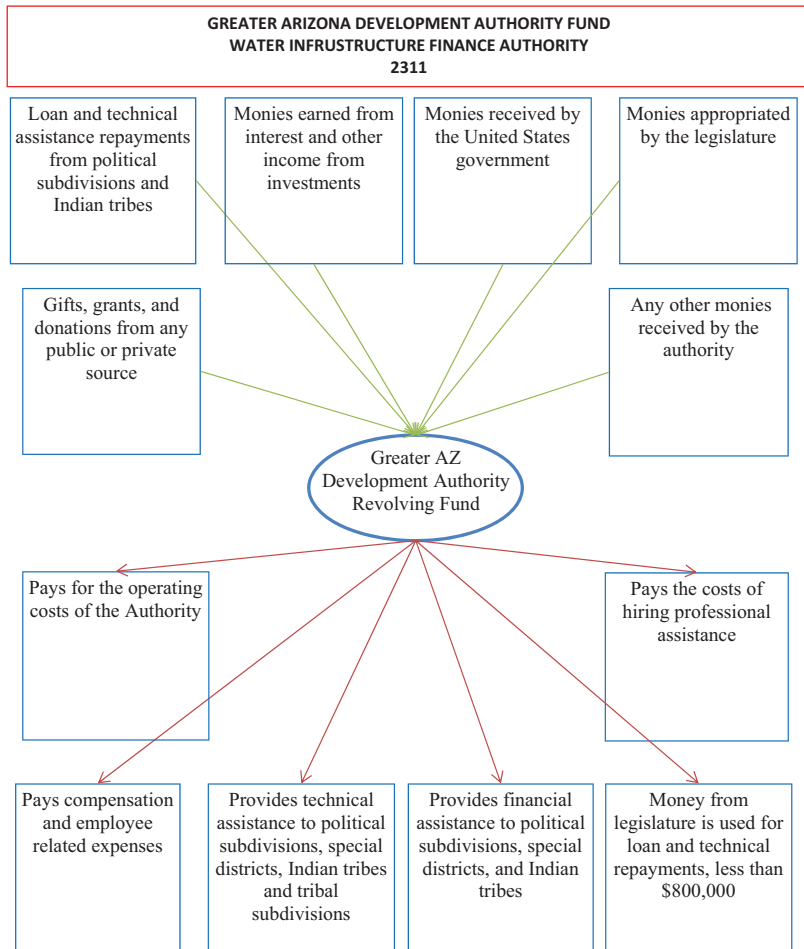 GREATER ARIZONA DEVELOPMENT AUTHORITY FUND
WATER INFRUSTRUCTURE FINANCE AUTHORITY
2311
Loan and technical
assistance repayments
from political
subdivisions and
Indian tribes
Monies earned from
interest and other
income from
investments
Monies received by
the United States
government
Monies appropriated
by the legislature
Gifts, grants, and
donations from any
public or private
source
Any other monies
received by the
authority
Greater AZ
Development Authority
Revolving Fund
Pays for the operating
costs of the Authority
Pays the costs of
hiring professional
assistance
Pays compensation
and employee
related expenses
Provides technical
assistance to political
subdivisions, special
districts, Indian tribes
and tribal
subdivisions
Provides financial
assistance to political
subdivisions, special
districts, and Indian
tribes
Money from
legislature is used for
loan and technical
repayments, less than
$800,000